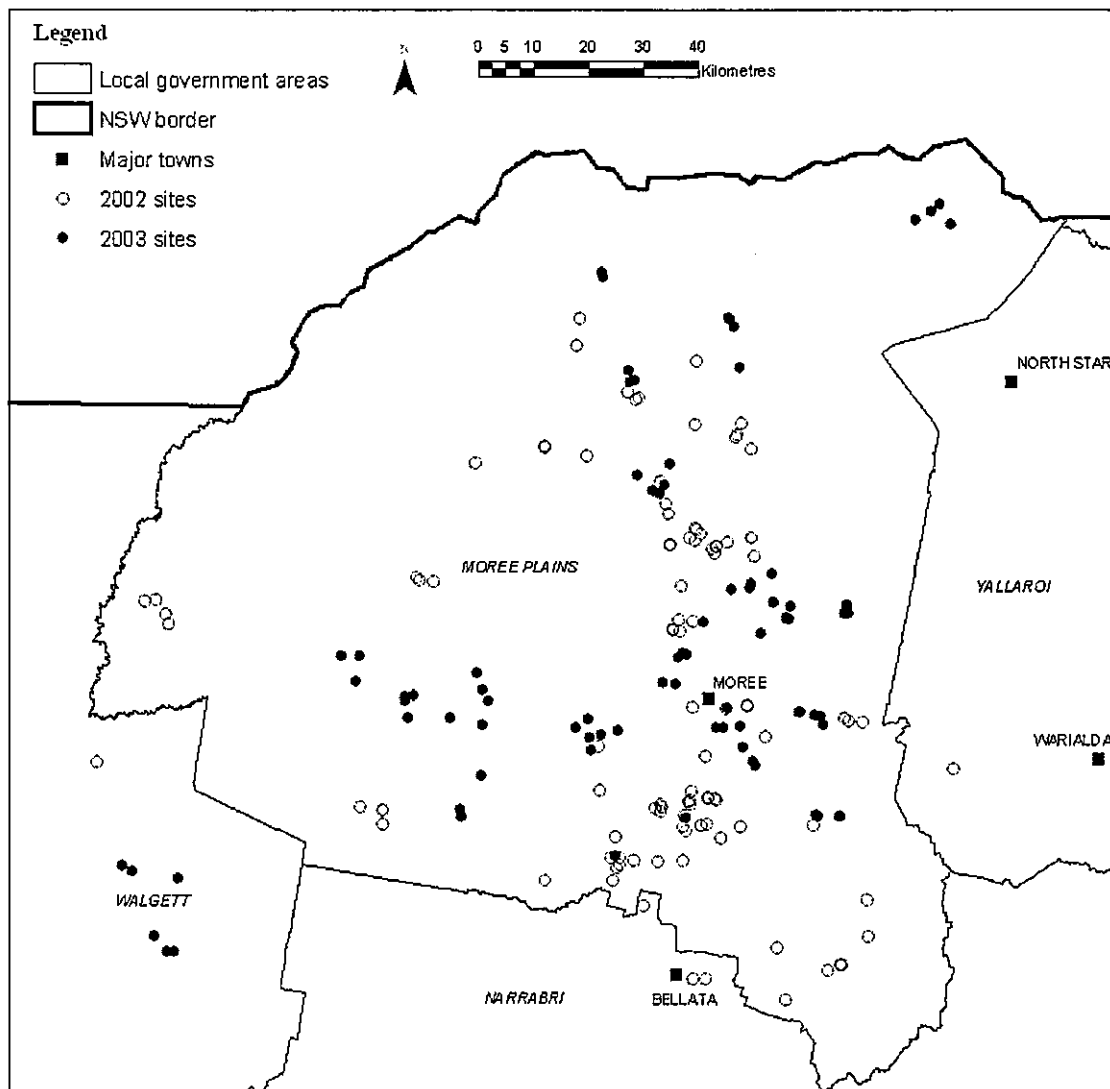 Legend
Local government areas
NSW border
Major towns
2002 sites
2003 sites
0 5 10 20 30 40
Kilometres
NORTH STAR
MOREE PLAINS
YALLAROI
MOREE
WARIALDA
WALGETT
NARRABRI
BELLATA